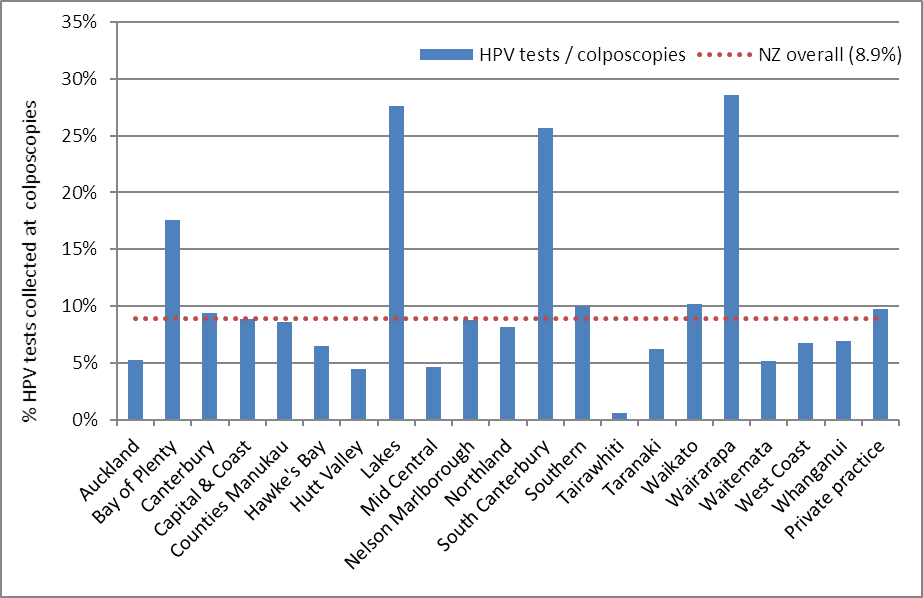 % HPV tests collected at colposcopies
35%
30%
25%
20%
15%
10%
5%
0%
HPV tests / colposcopies
NZ overall (8.9%)
Auckland
Bay of Plenty
Canterbury
Capital & Coast
Counties Manukau
Hawke's Bay
Hutt Valley
Lakes
Mid Central
Nelson Marlborough
Northland
South Canterbury
Southern
Tairawhiti
Taranaki
Waikato
Wairarapa
Waitemata
West Coast
Whanganui
Private practice